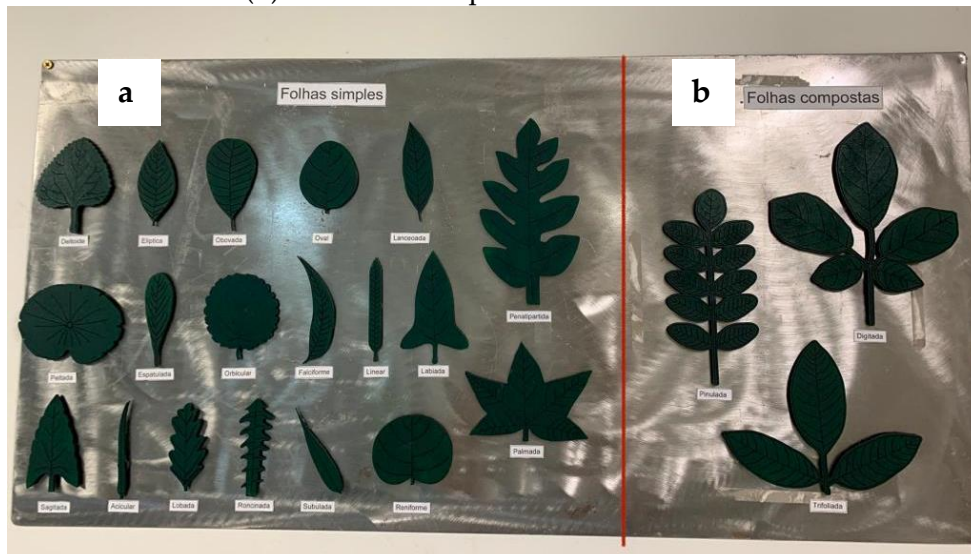 a
Folhas simples
b
Folhas compostas
Deltoide
Elíptica
Obovada
Oval
Lanceoada
Penatipartida
Peltada
Espatulada
Orbicular
Falciforme
Linear
Labiada
Pinulada
Digitada
Palmada
Sagitada
Acicular
Lobada
Roncinada
Subulada
Reniforme
Trifoliada